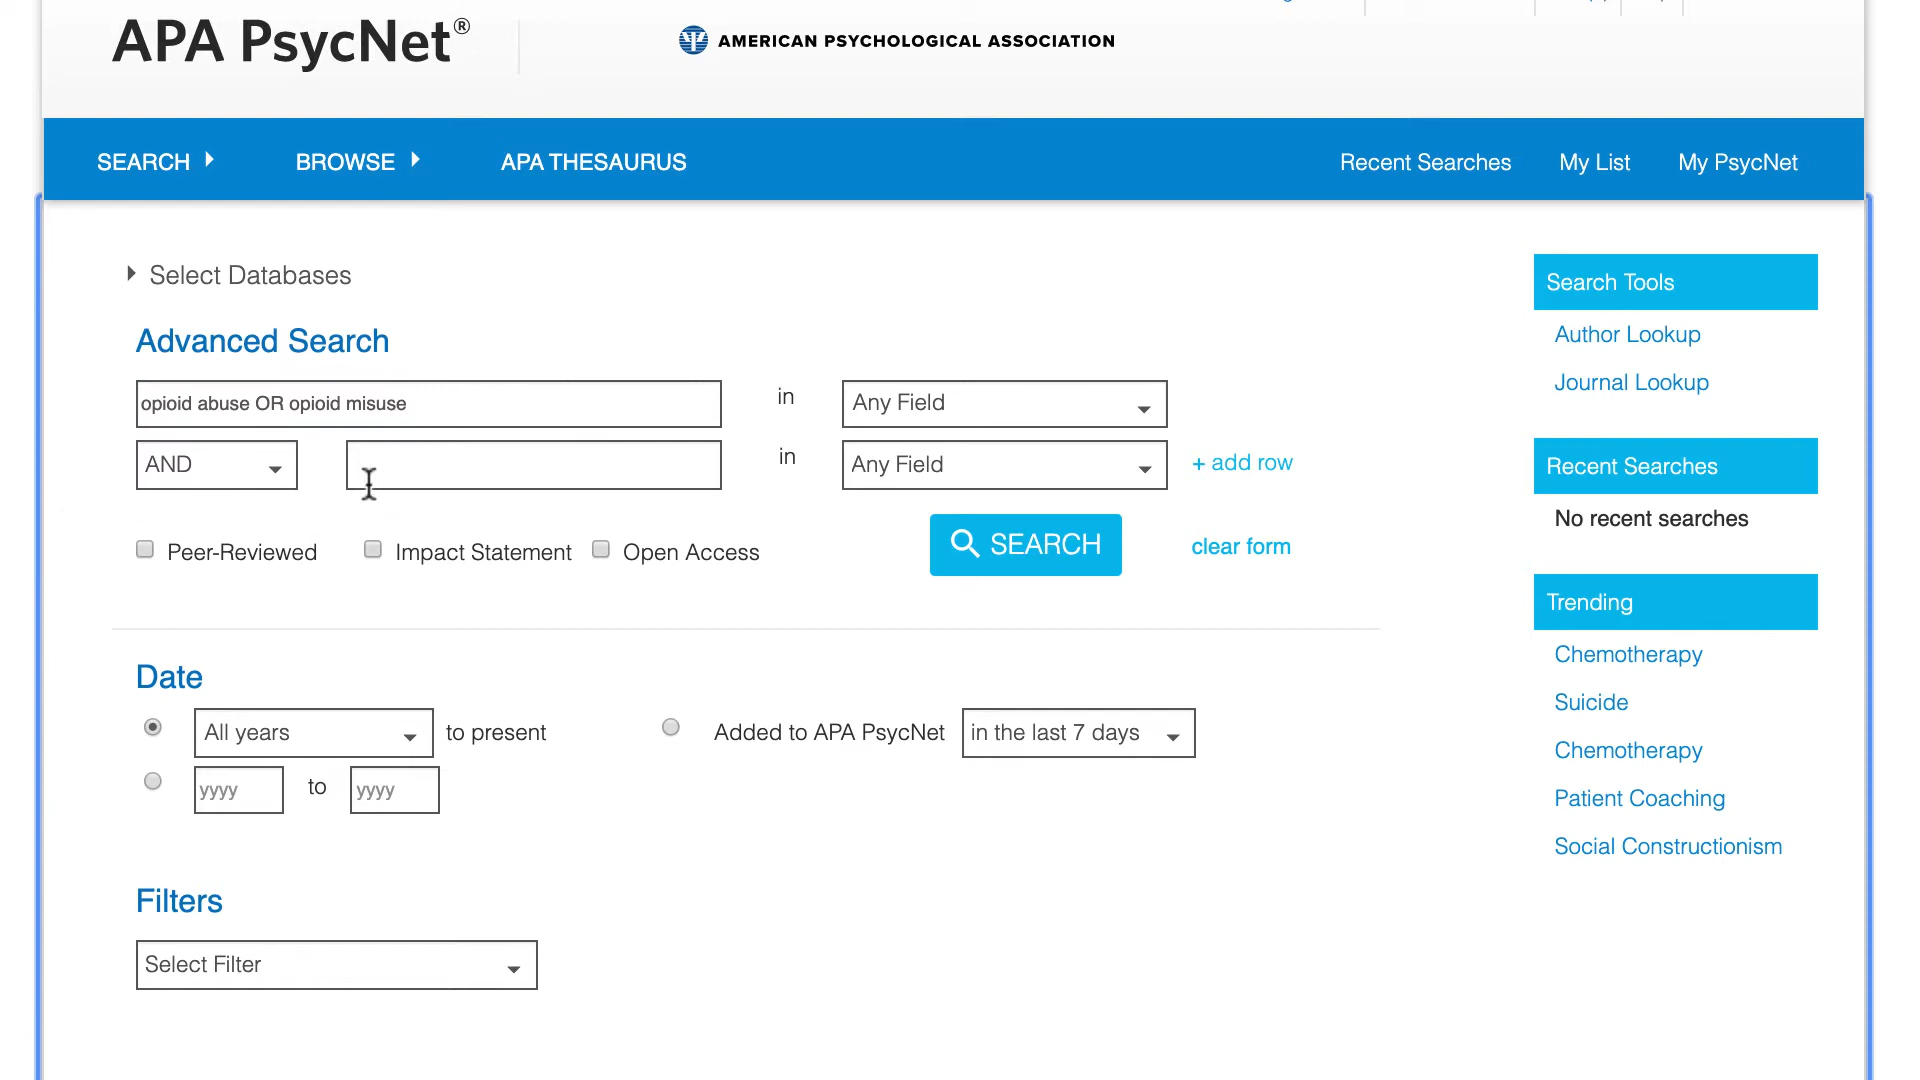 APA PsycNet®
AMERICAN PSYCHOLOGICAL ASSOCIATION
SEARCH BROWSE APA THESAURUS Recent Searches My List My PsycNet
Select Databases
Advanced Search
opioid abuse OR opioid misuse in Any Field
AND in Any Field + add row
Peer-Reviewed Impact Statement Open Access SEARCH clear form
Date
All years to present Added to APA PsycNet in the last 7 days
yyyy to yyyy
Filters
Select Filter
Search Tools
Author Lookup
Journal Lookup
Recent Searches
No recent searches
Trending
Chemotherapy
Suicide
Chemotherapy
Patient Coaching
Social Constructionism